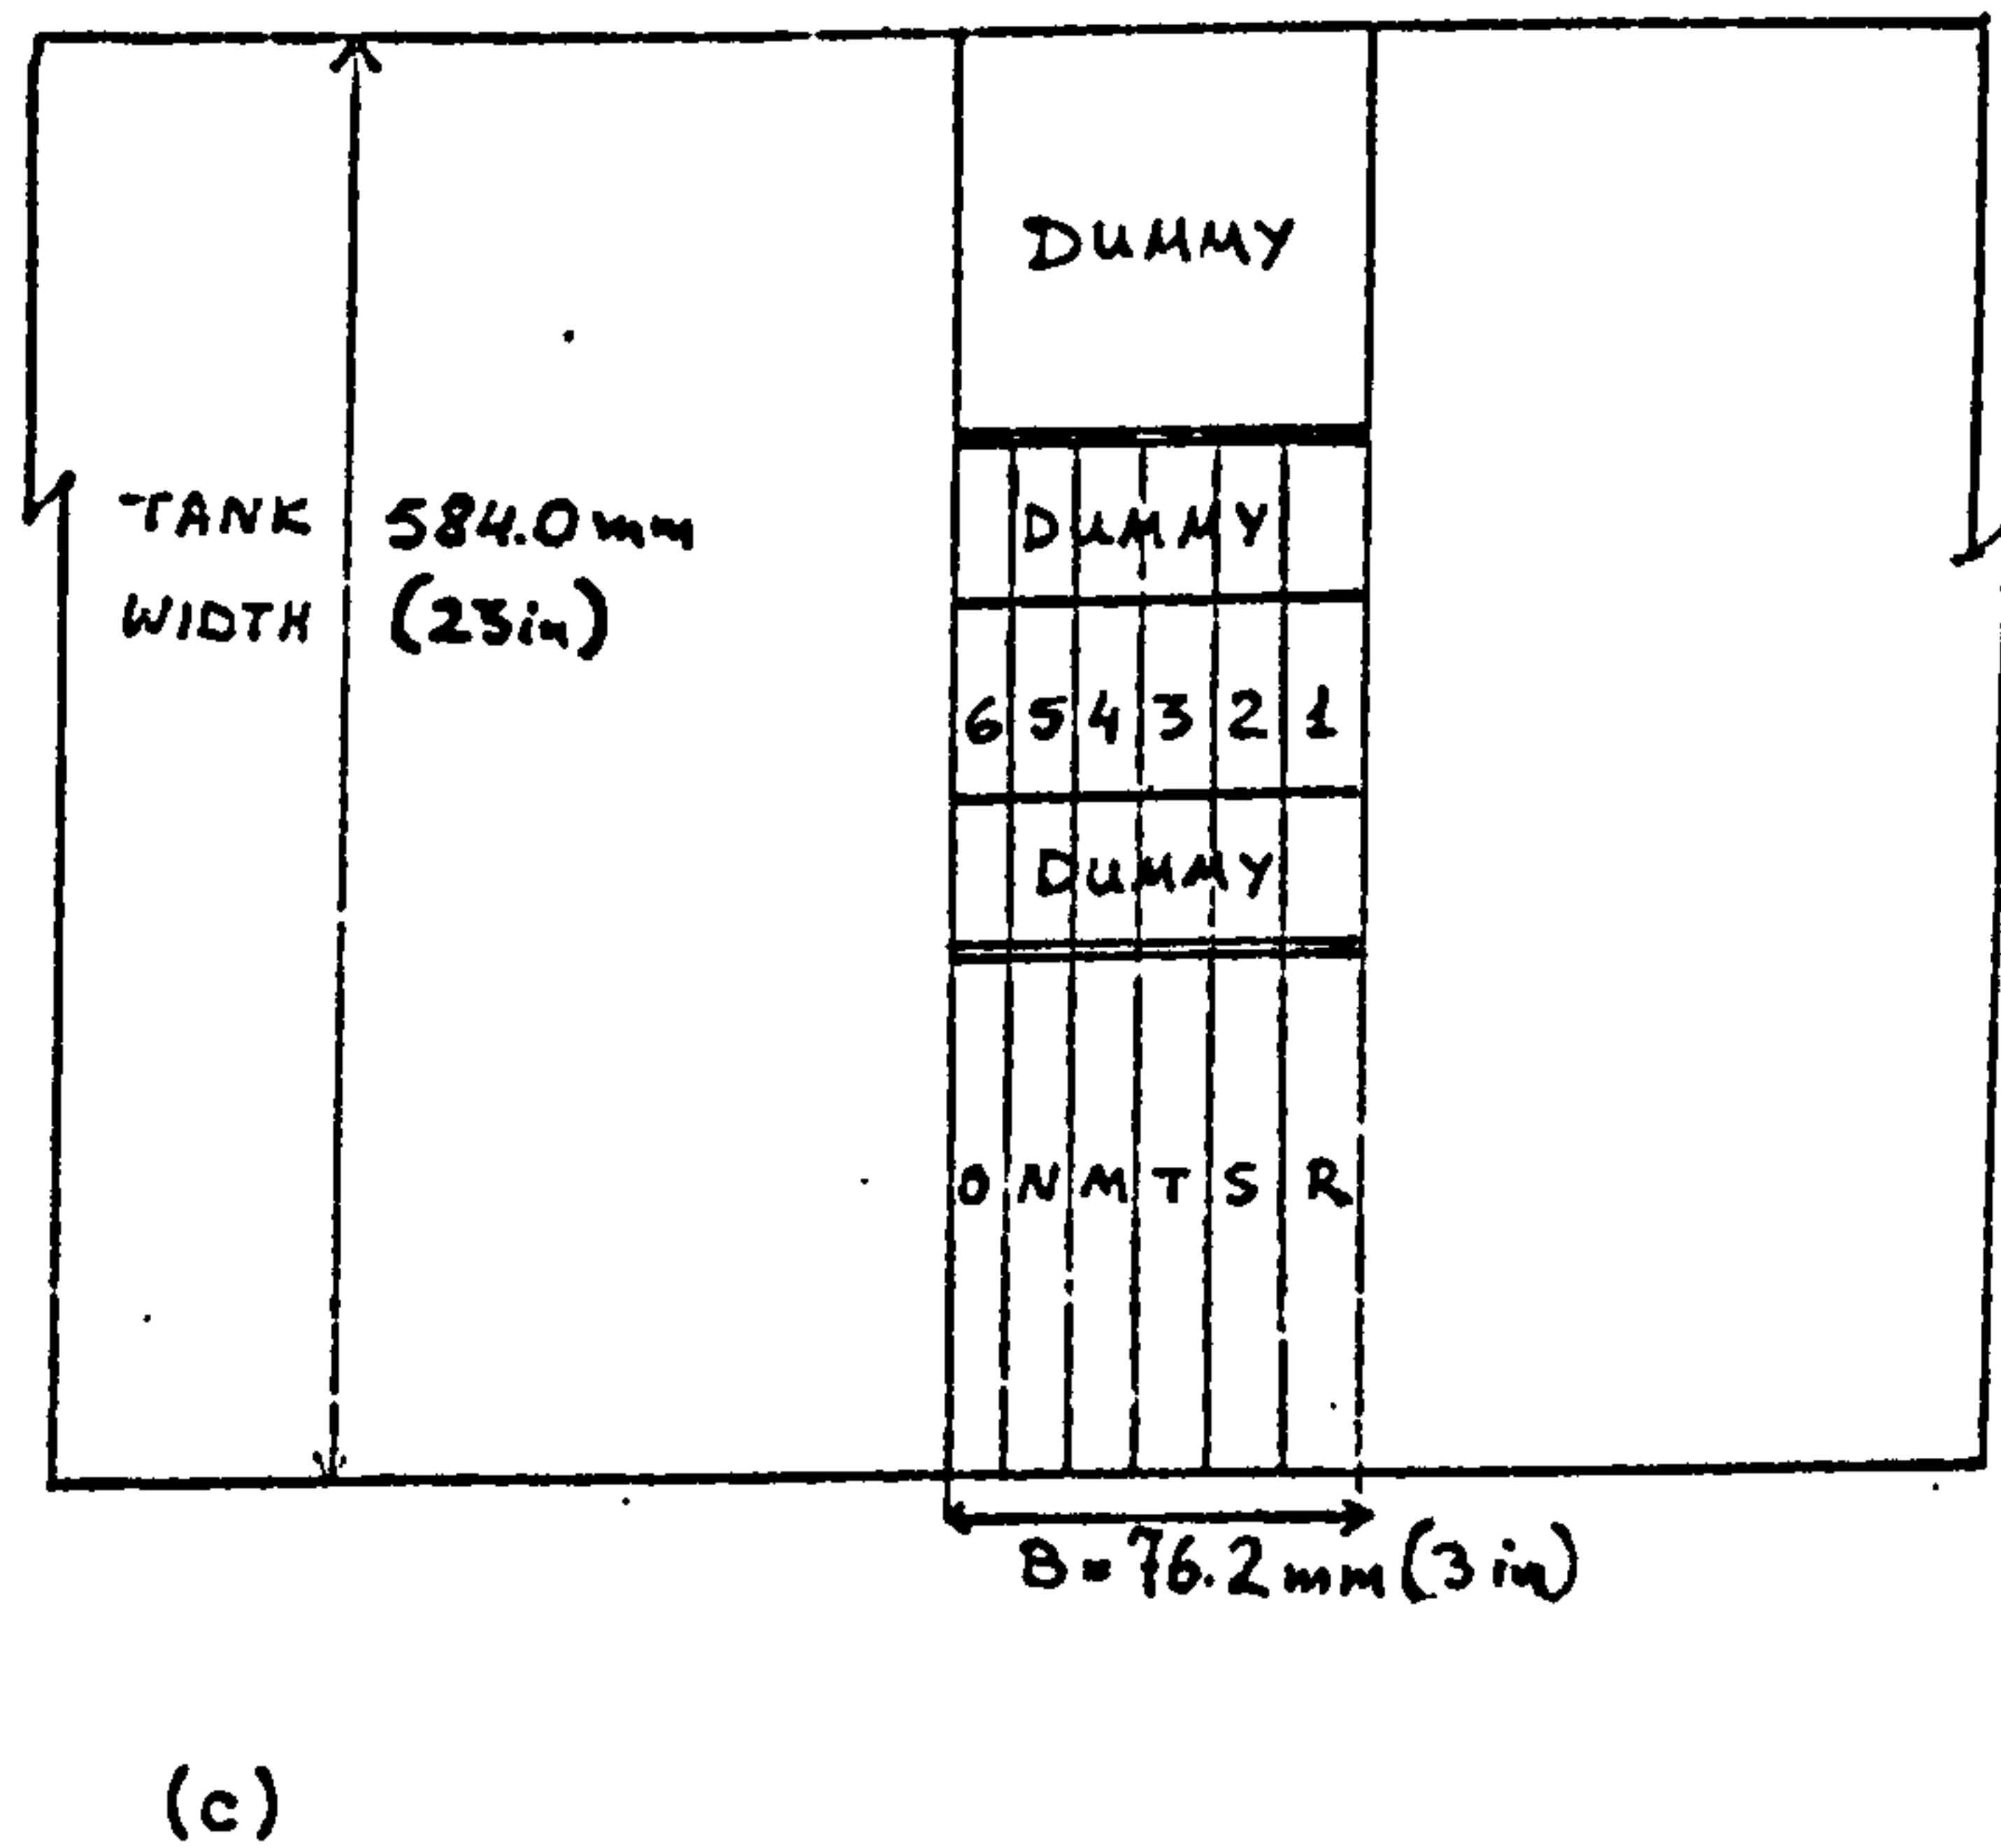 DUMMY
DUMMY
TANK 584.0mm
WIDTH (23in)
6 5 4 3 2 1
DUMMY
O N M T S R
B=76.2mm(3in)
(c)